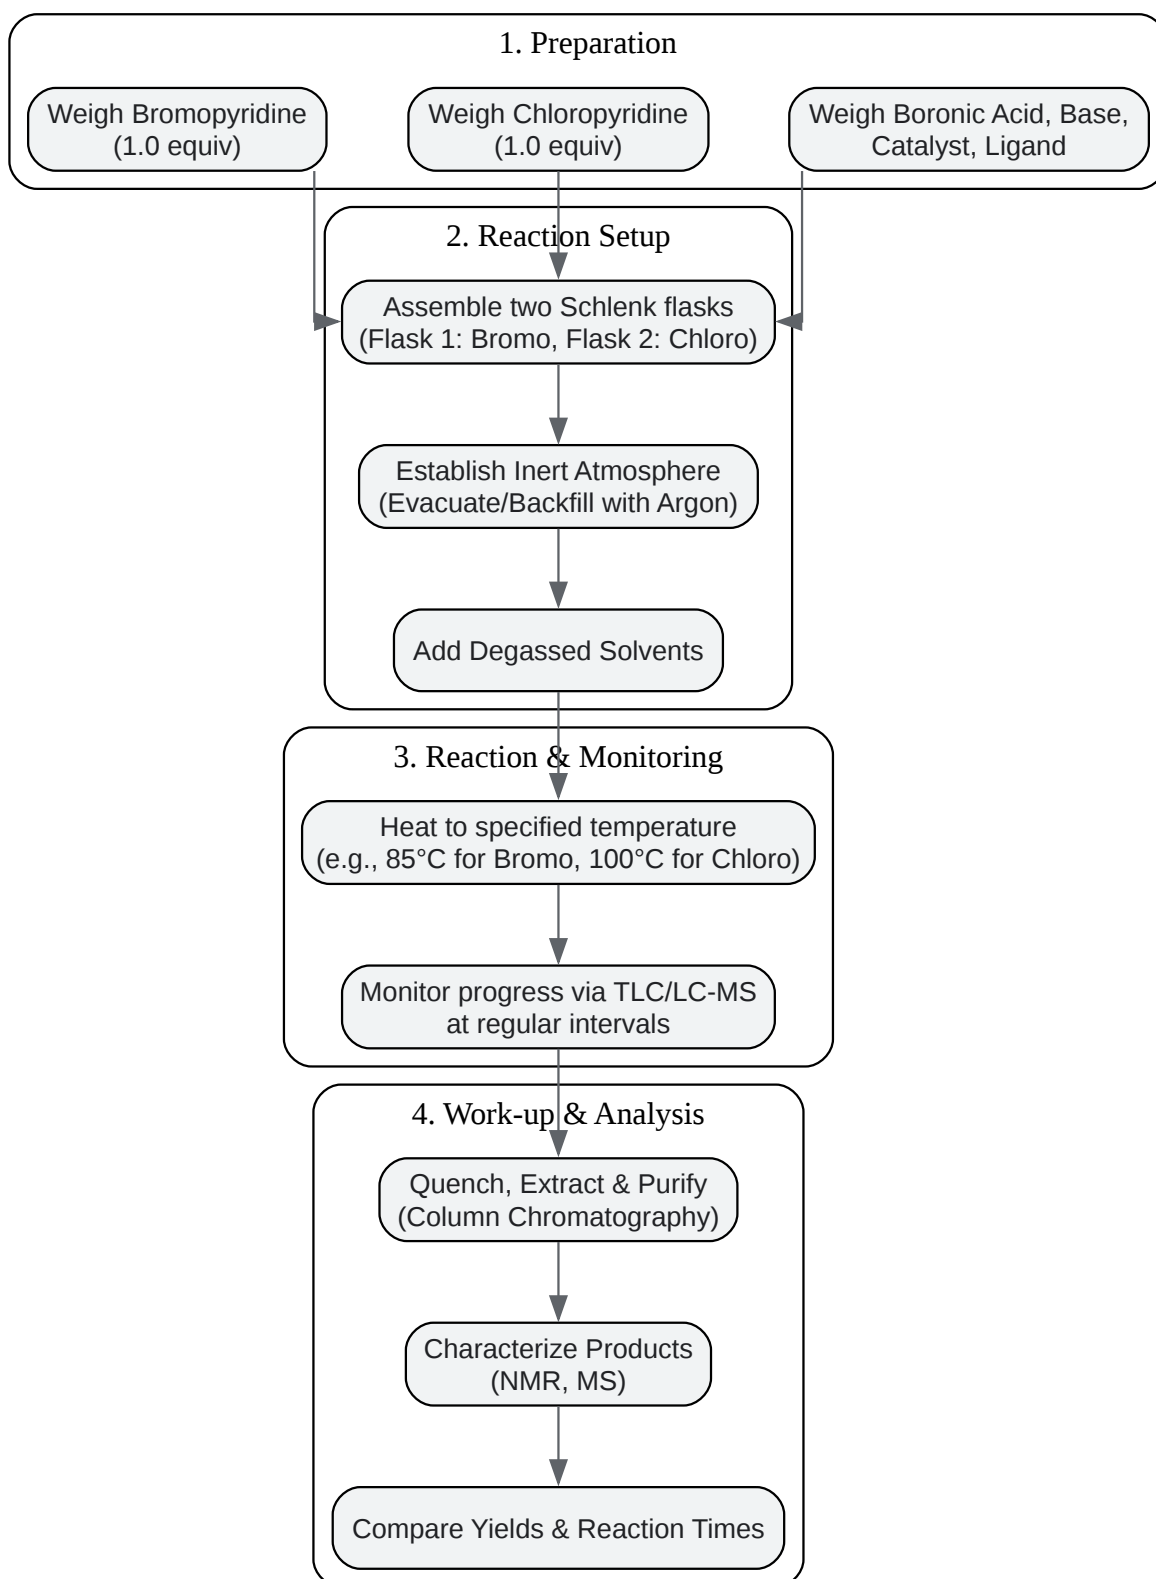 1. Preparation
Weigh Bromopyridine
(1.0 equiv)
Weigh Chloropyridine
(1.0 equiv)
Weigh Boronic Acid, Base,
Catalyst, Ligand
2. Reaction Setup
Assemble two Schlenk flasks
(Flask 1: Bromo, Flask 2: Chloro)
Establish Inert Atmosphere
(Evacuate/Backfill with Argon)
Add Degassed Solvents
3. Reaction & Monitoring
Heat to specified temperature
(e.g., 85°C for Bromo, 100°C for Chloro)
Monitor progress via TLC/LC-MS
at regular intervals
4. Work-up & Analysis
Quench, Extract & Purify
(Column Chromatography)
Characterize Products
(NMR, MS)
Compare Yields & Reaction Times